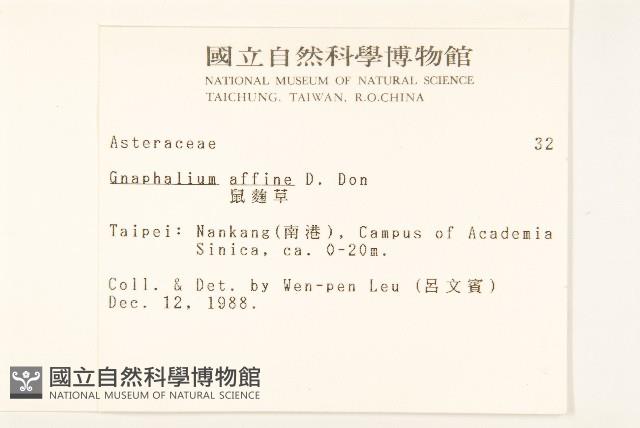 國立自然科學博物館
NATIONAL MUSEUM OF NATURAL SCIENCE
TAICHUNG, TAIWAN, R.O.CHINA
Asteraceae 32
Gnaphalium affine D. Don
鼠麴草
Taipei: Nankang(南港), Campus of Academia
Sinica, ca. 0-20m.
Coll. & Det. by Wen-pen Leu (呂文賓)
Dec. 12, 1988.
國立自然科學博物館
NATIONAL MUSEUM OF NATURAL SCIENCE